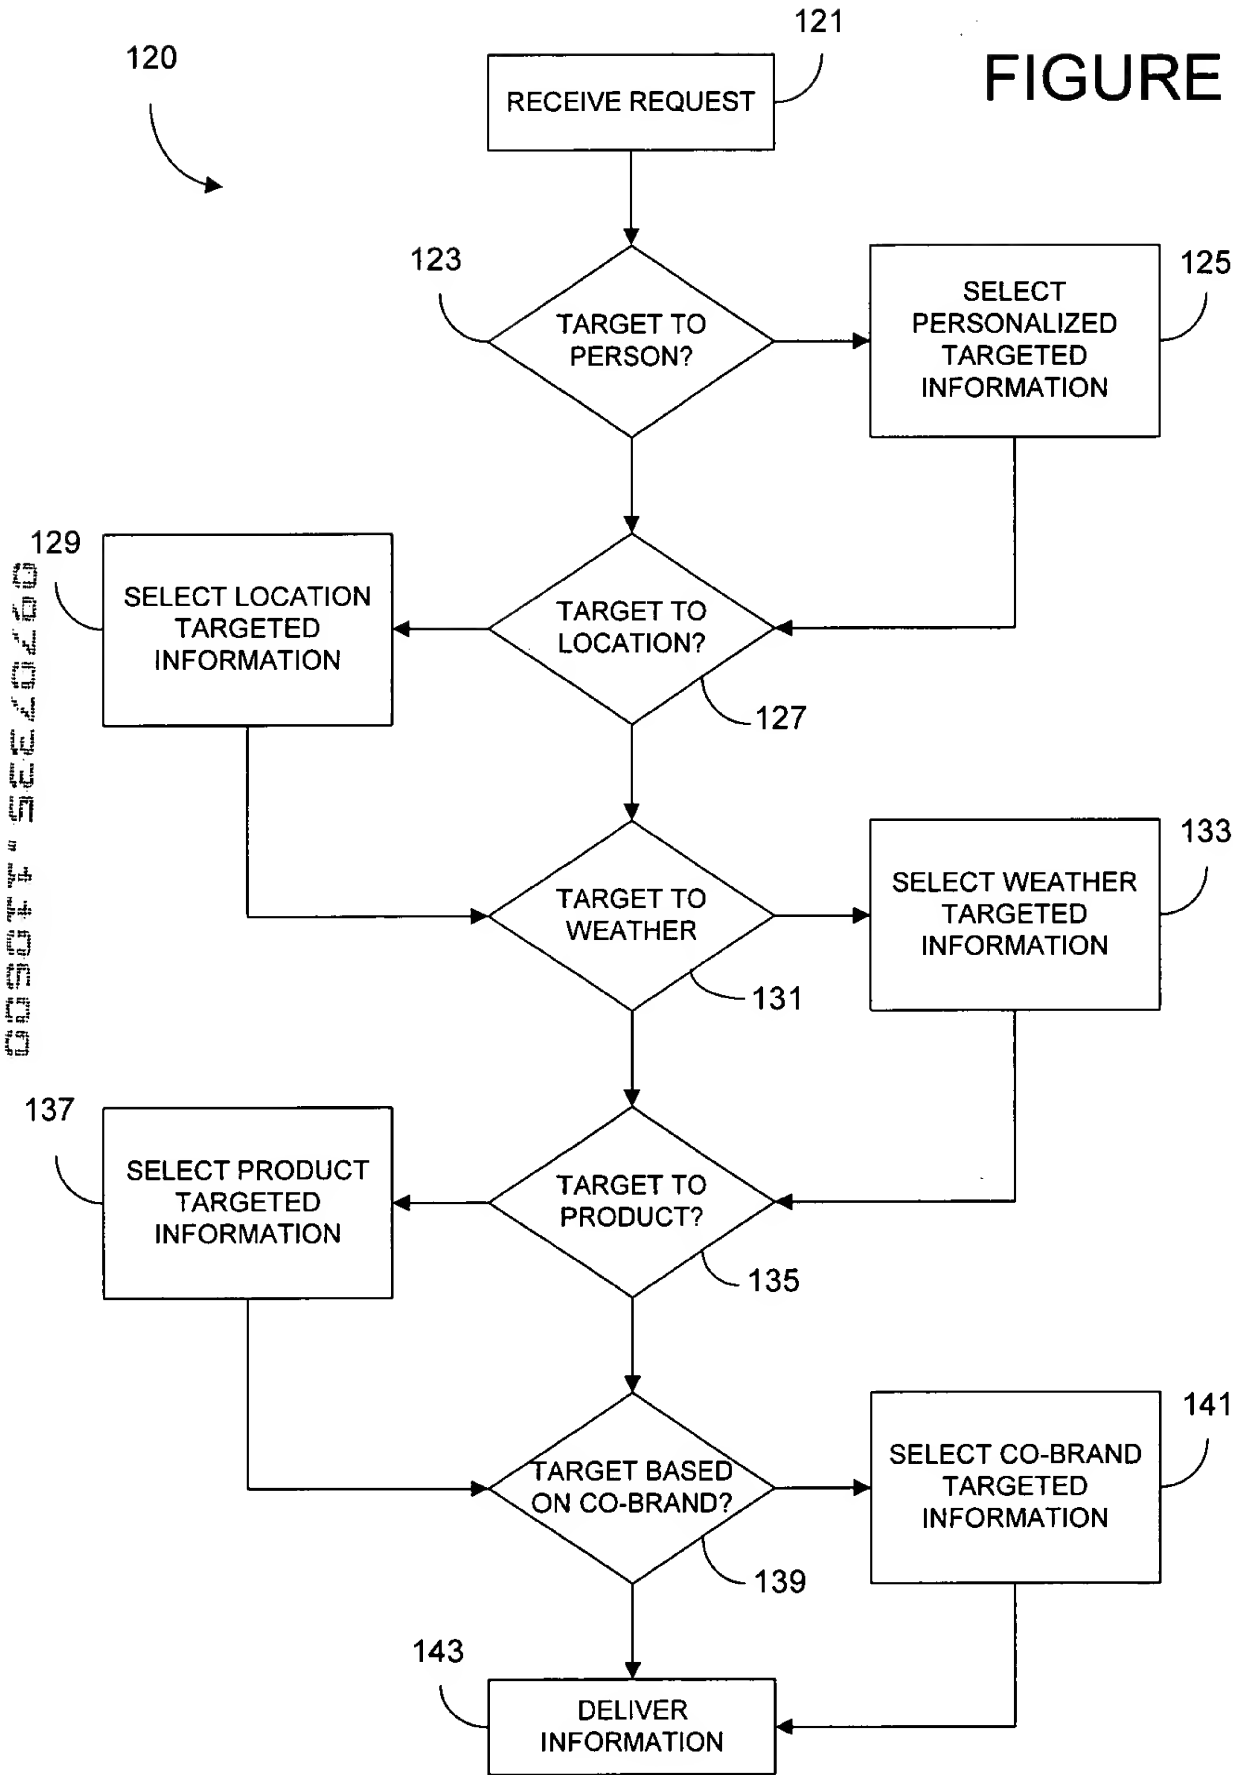 121
120
FIGURE
RECEIVE REQUEST
123
125
TARGET TO
PERSON?
SELECT
PERSONALIZED
TARGETED
INFORMATION
129
SELECT LOCATION
TARGETED
INFORMATION
TARGET TO
LOCATION?
127
09707335.110500
TARGET TO
WEATHER
131
133
SELECT WEATHER
TARGETED
INFORMATION
137
SELECT PRODUCT
TARGETED
INFORMATION
TARGET TO
PRODUCT?
135
TARGET BASED
ON CO-BRAND?
139
141
SELECT CO-BRAND
TARGETED
INFORMATION
143
DELIVER
INFORMATION